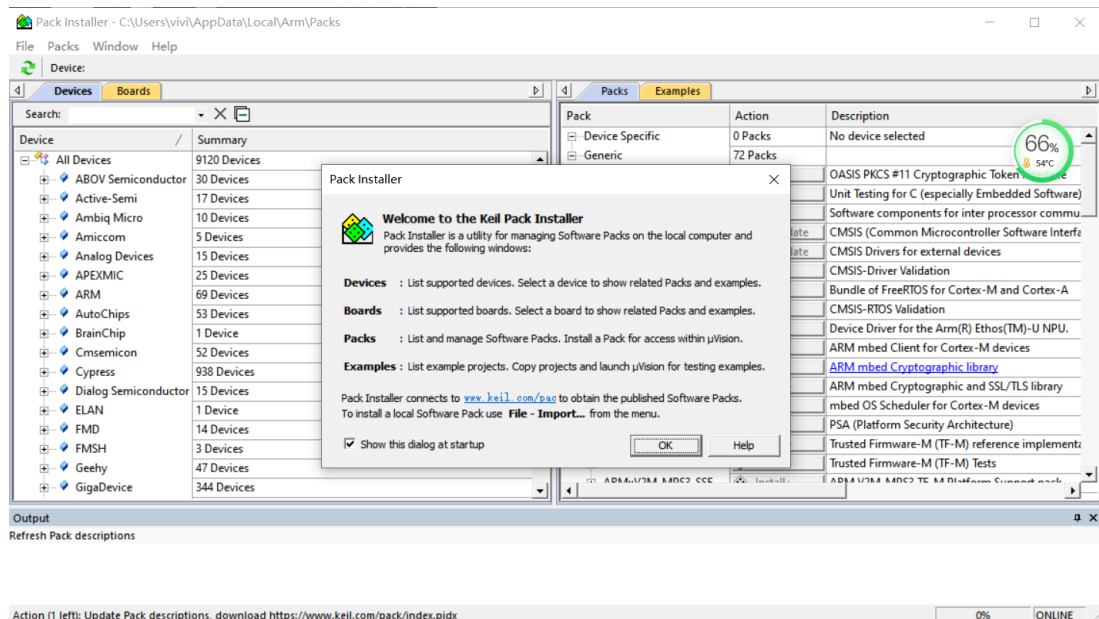 Pack Installer - C:\Users\vivi\AppData\Local\Arm\Packs
File Packs Window Help
Device:
Devices Boards
Search:
Device Summary
All Devices 9120 Devices
ABOV Semiconductor 30 Devices
Active-Semi 17 Devices
Ambiq Micro 10 Devices
Amiccom 5 Devices
Analog Devices 15 Devices
APEXMIC 25 Devices
ARM 69 Devices
AutoChips 53 Devices
BrainChip 1 Device
Cmsemicon 52 Devices
Cypress 938 Devices
Dialog Semiconductor 15 Devices
ELAN 1 Device
FMD 14 Devices
FMSH 3 Devices
Geehy 47 Devices
GigaDevice 344 Devices
Pack Installer
Welcome to the Keil Pack Installer
Pack Installer is a utility for managing Software Packs on the local computer and
provides the following windows:
Devices : List supported devices. Select a device to show related Packs and examples.
Boards : List supported boards. Select a board to show related Packs and examples.
Packs : List and manage Software Packs. Install a Pack for access within µVision.
Examples : List example projects. Copy projects and launch µVision for testing examples.
Pack Installer connects to www.keil.com/pac to obtain the published Software Packs.
To install a local Software Pack use File - Import... from the menu.
Show this dialog at startup
OK Help
Packs Examples
Pack Action Description
Device Specific 0 Packs No device selected
Generic 72 Packs
66%
54°C
OASIS PKCS #11 Cryptographic Token
Unit Testing for C (especially Embedded Software)
Software components for inter processor commu...
CMSIS (Common Microcontroller Software Interfa
CMSIS Drivers for external devices
CMSIS-Driver Validation
Bundle of FreeRTOS for Cortex-M and Cortex-A
CMSIS-RTOS Validation
Device Driver for the Arm(R) Ethos(TM)-U NPU.
ARM mbed Client for Cortex-M devices
ARM mbed Cryptographic library
ARM mbed Cryptographic and SSL/TLS library
mbed OS Scheduler for Cortex-M devices
PSA (Platform Security Architecture)
Trusted Firmware-M (TF-M) reference implementa
Trusted Firmware-M (TF-M) Tests
Install
Output
Refresh Pack descriptions
Action (1 left): Update Pack descriptions, download https://www.keil.com/pack/index.pidx
0% ONLINE